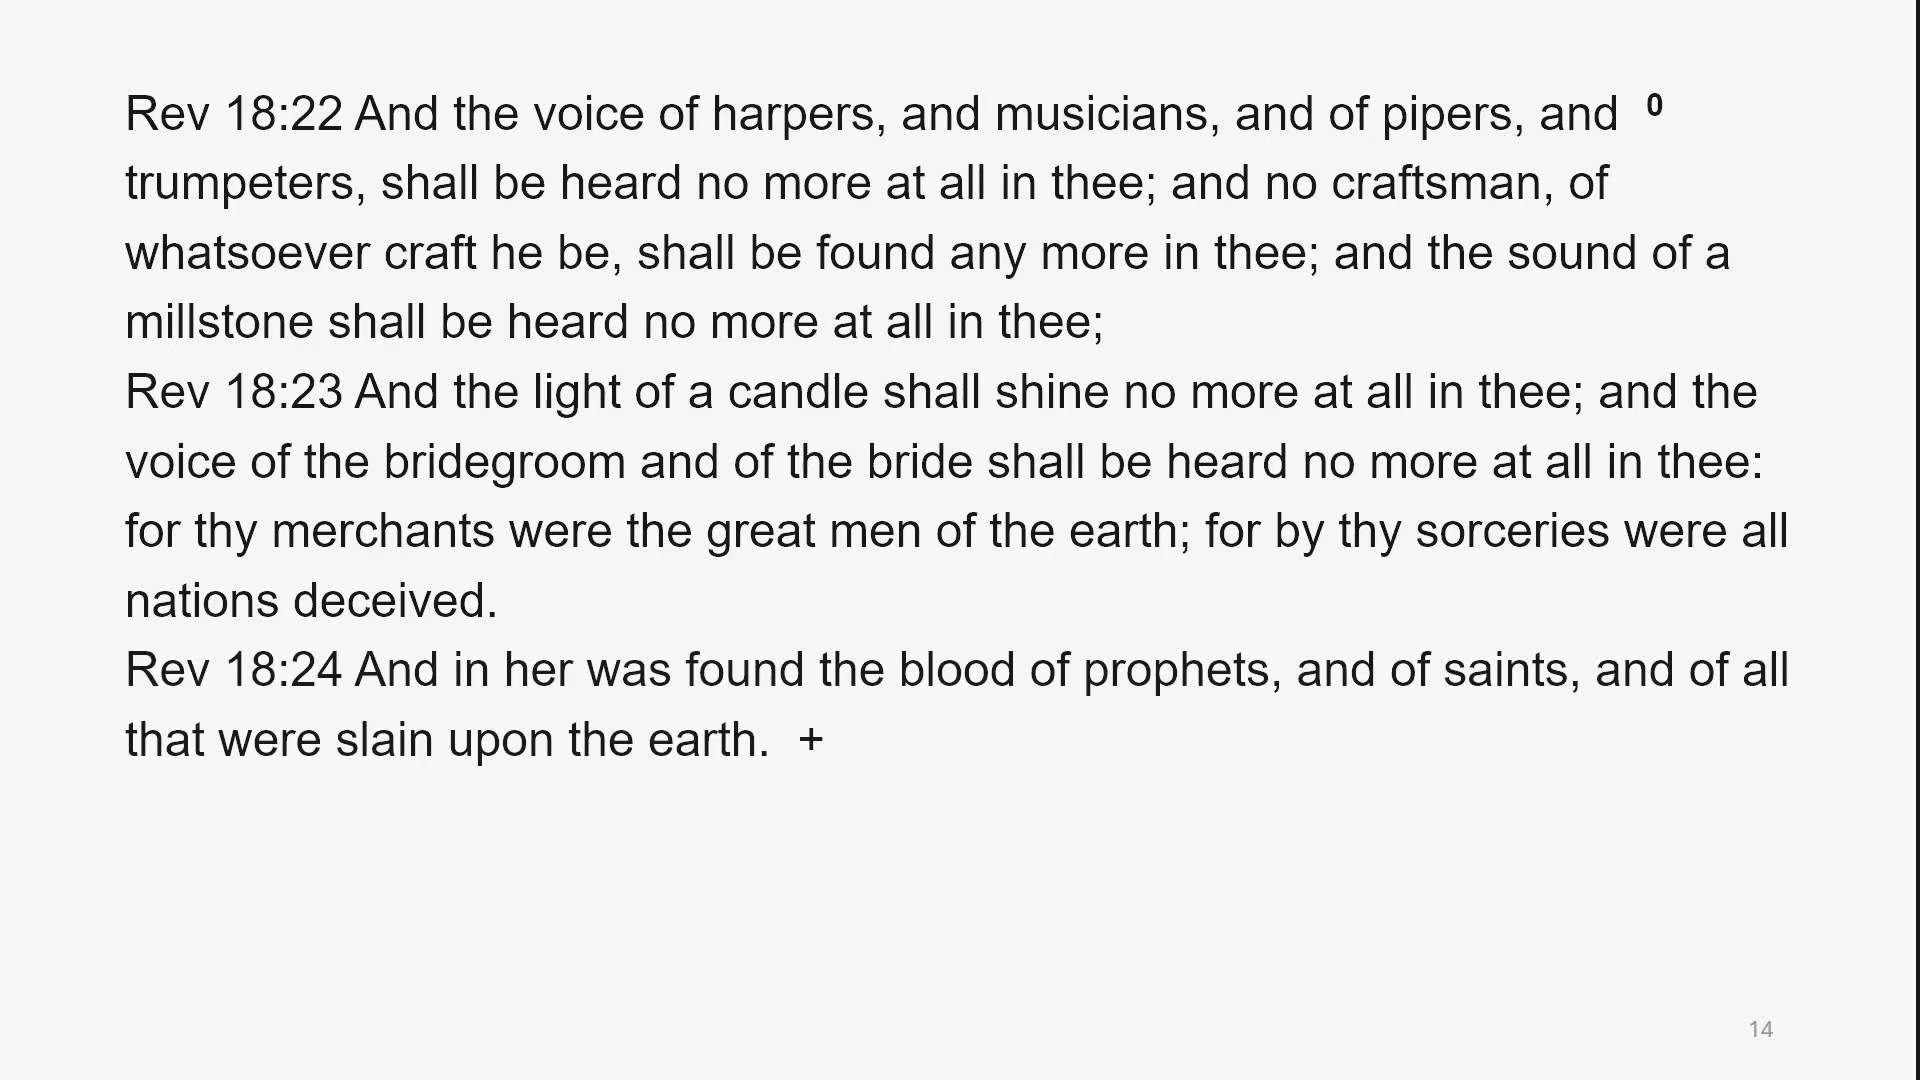 Rev 18:22 And the voice of harpers, and musicians, and of pipers, and 0
trumpeters, shall be heard no more at all in thee; and no craftsman, of
whatsoever craft he be, shall be found any more in thee; and the sound of a
millstone shall be heard no more at all in thee;
Rev 18:23 And the light of a candle shall shine no more at all in thee; and the
voice of the bridegroom and of the bride shall be heard no more at all in thee:
for thy merchants were the great men of the earth; for by thy sorceries were all
nations deceived.
Rev 18:24 And in her was found the blood of prophets, and of saints, and of all
that were slain upon the earth. +
14